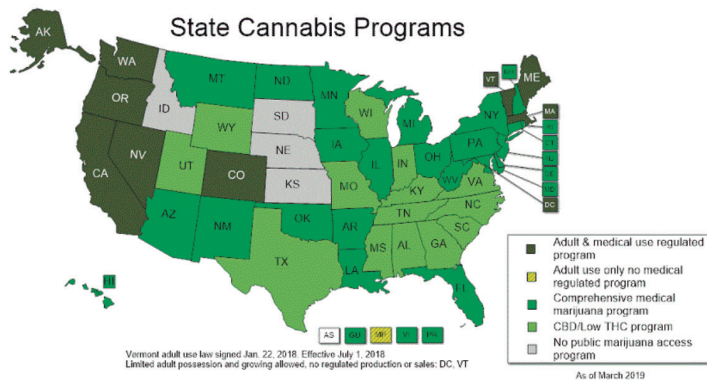 State Cannabis Programs
AK
WA
OR
CA
NV
ID
MT
WY
UT
CO
AZ
NM
ND
SD
NE
KS
OK
TX
MN
IA
MO
AR
LA
WI
IL
MI
IN
OH
KY
TN
MS
AL
GA
FL
SC
NC
VA
WV
PA
NY
VT
ME
MA
DC
HI
AS
GU
MP
VI
PR
Adult & medical use regulated
program
Adult use only no medical
regulated program
Comprehensive medical
marijuana program
CBD/Low THC program
No public marijuana access
program
Vermont adult use law signed Jan. 22, 2018. Effective July 1, 2018
Limited adult possession and growing allowed, no regulated production or sales: DC, VT
As of March 2019